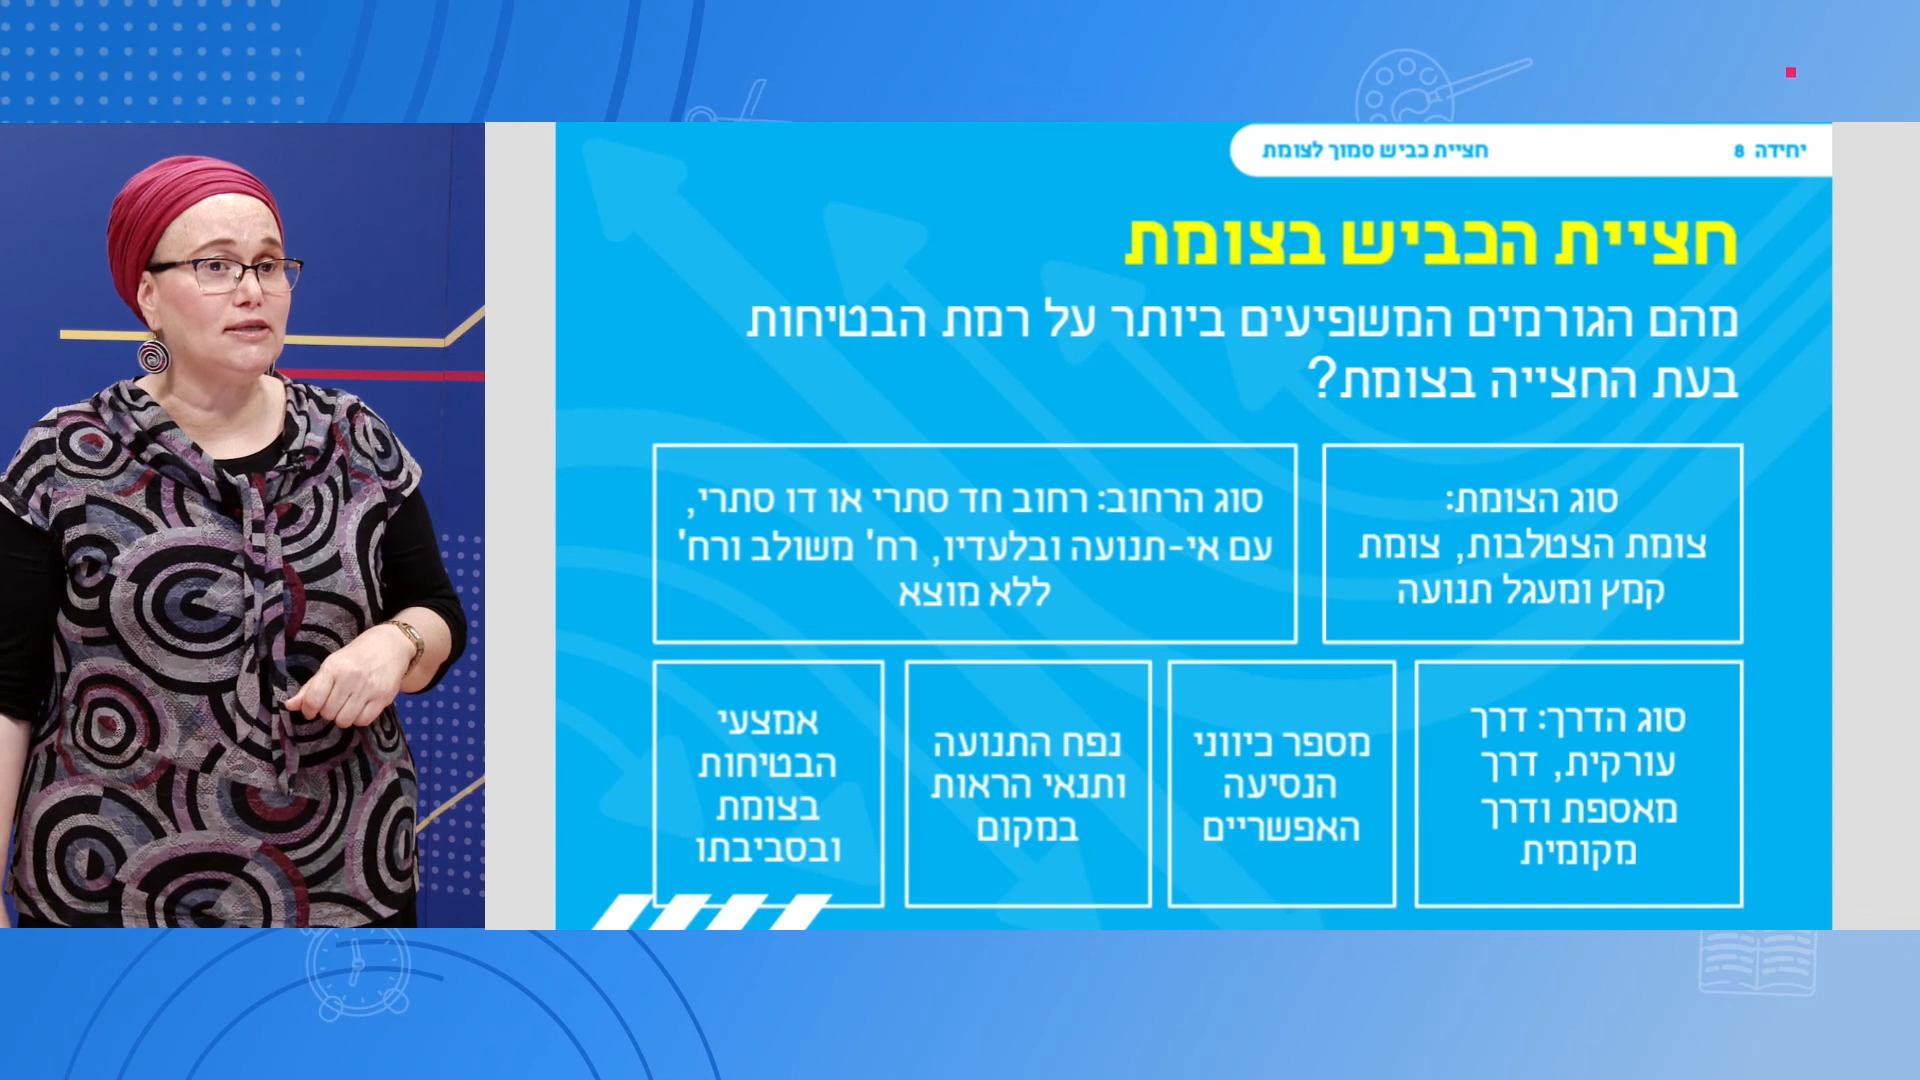 יחידה 8
חציית כביש סמוך לצומת
חציית הכביש בצומת
מהם הגורמים המשפיעים ביותר על רמת הבטיחות
בעת החצייה בצומת?
סוג הצומת:
צומת הצטלבות, צומת
קמץ ומעגל תנועה
סוג הרחוב: רחוב חד סתרי או דו סתרי,
עם אי-תנועה ובלעדיו, רח' משולב ורח'
ללא מוצא
סוג הדרך: דרך
עורקית, דרך
מאספת ודרך
מקומית
מספר כיווני
הנסיעה
האפשריים
נפח התנועה
ותנאי הראות
במקום
אמצעי
הבטיחות
בצומת
ובסביבתו